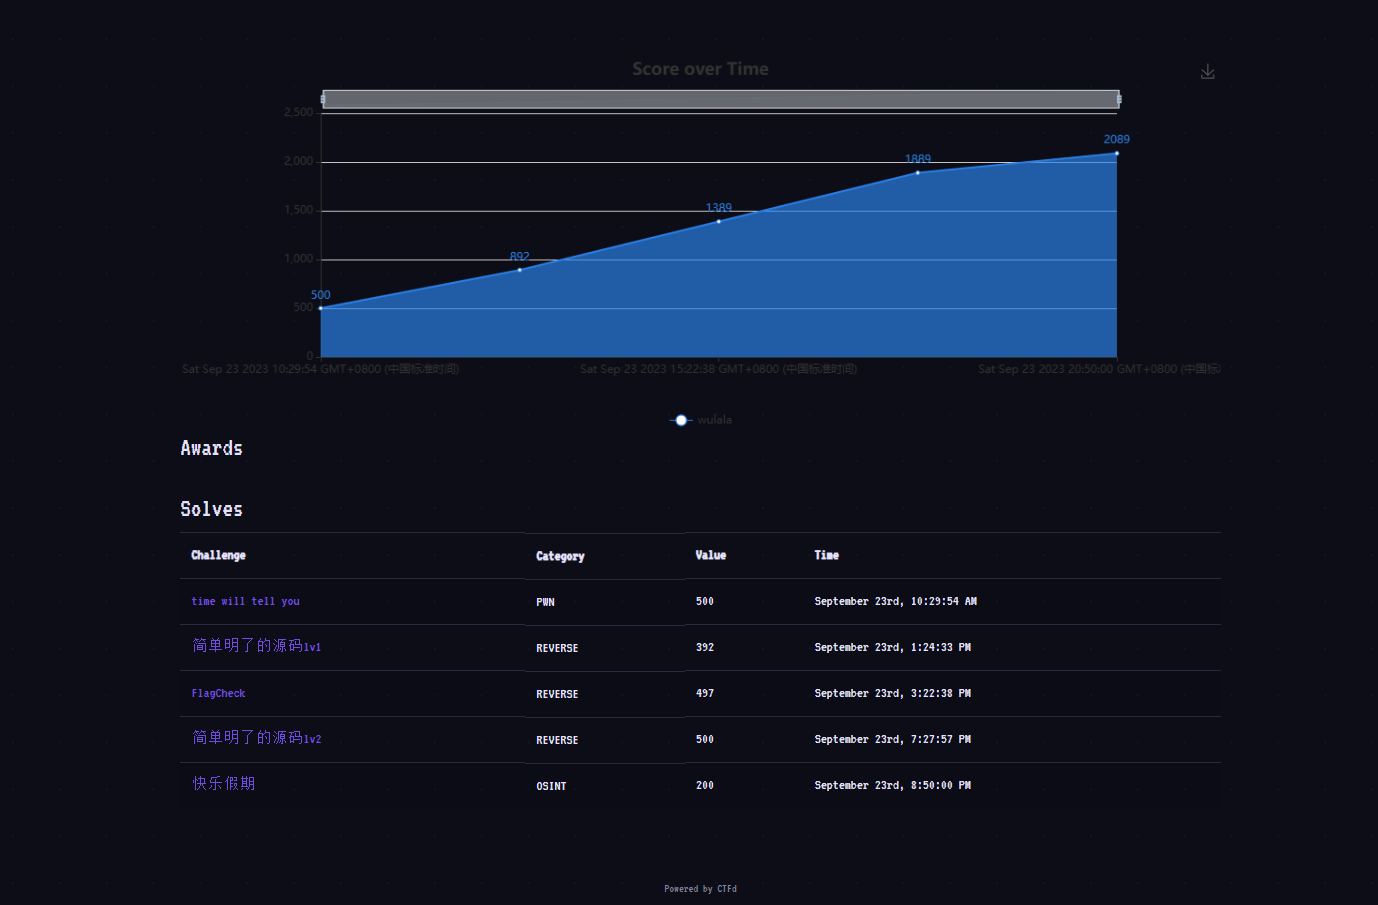 Score over Time
2,500
2,000
1,500
1,000
500
0
500
892
1389
1889
2089
Sat Sep 23 2023 10:29:54 GMT+0800 (中国标准时间)
Sat Sep 23 2023 15:22:38 GMT+0800 (中国标准时间)
Sat Sep 23 2023 20:50:00 GMT+0800 (中国标
wulala
Awards
Solves
Challenge Category Value Time
time will tell you PWN 500 September 23rd, 10:29:54 AM
简单明了的源码lv1 REVERSE 392 September 23rd, 1:24:33 PM
FlagCheck REVERSE 497 September 23rd, 3:22:38 PM
简单明了的源码lv2 REVERSE 500 September 23rd, 7:27:57 PM
快乐假期 OSINT 200 September 23rd, 8:50:00 PM
Powered by CTFd